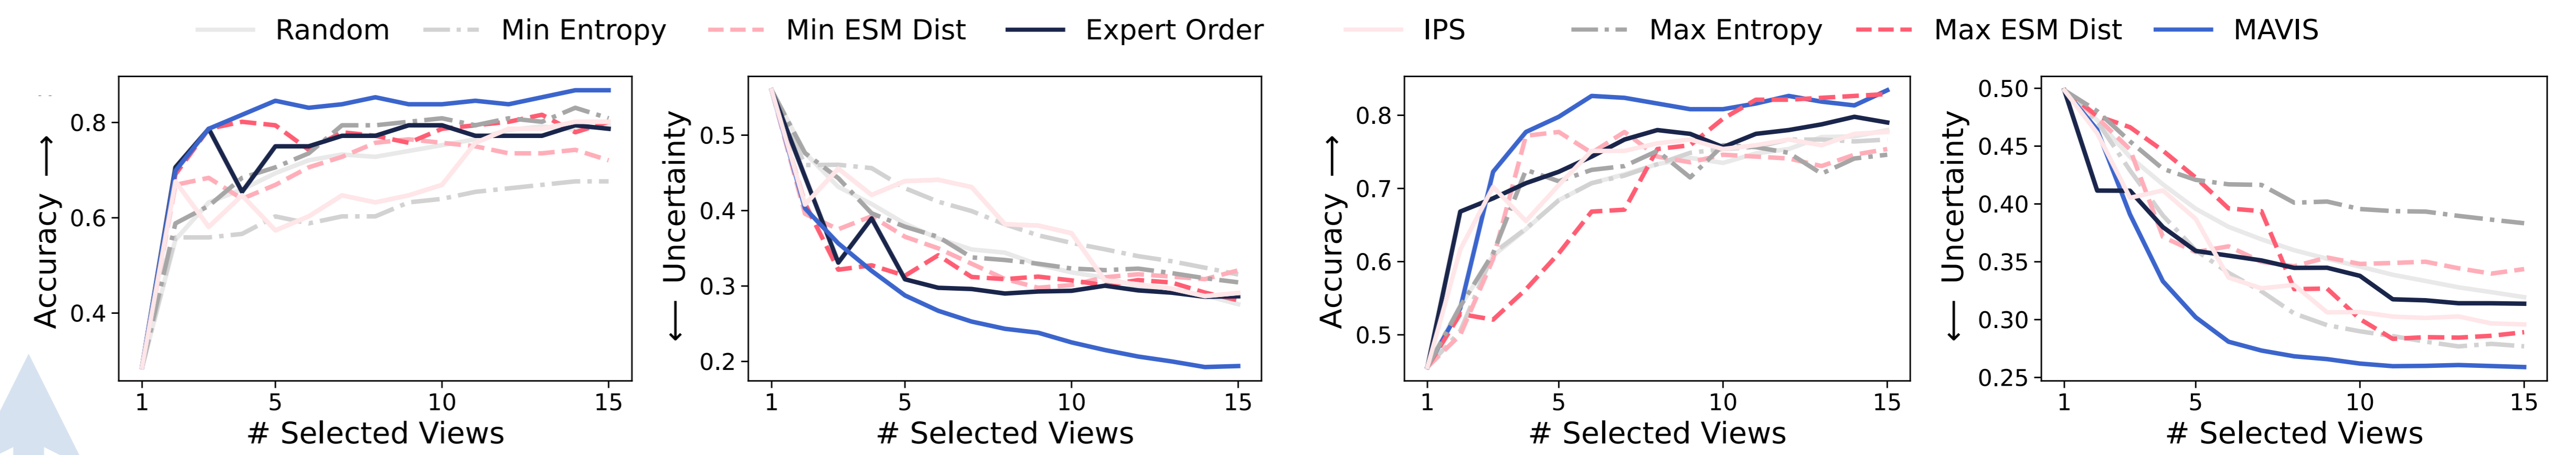 Random Min Entropy Min ESM Dist Expert Order IPS Max Entropy Max ESM Dist MAVIS
Accuracy ⟶
0.8
0.6
0.4
1 5 10 15
# Selected Views
⟵ Uncertainty
0.5
0.4
0.3
0.2
1 5 10 15
# Selected Views
Accuracy ⟶
0.8
0.7
0.6
0.5
1 5 10 15
# Selected Views
⟵ Uncertainty
0.50
0.45
0.40
0.35
0.30
0.25
1 5 10 15
# Selected Views